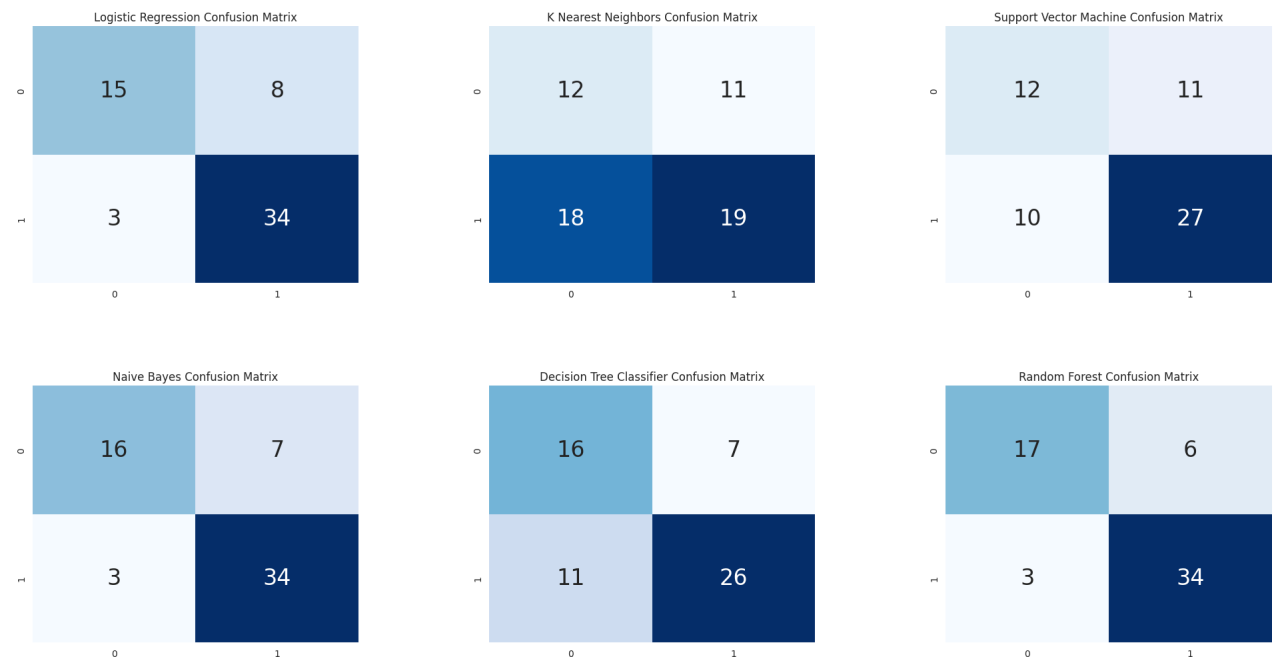 Logistic Regression Confusion Matrix
0 15 8
1 3 34
0 1
K Nearest Neighbors Confusion Matrix
0 12 11
1 18 19
0 1
Support Vector Machine Confusion Matrix
0 12 11
1 10 27
0 1
Naive Bayes Confusion Matrix
0 16 7
1 3 34
0 1
Decision Tree Classifier Confusion Matrix
0 16 7
1 11 26
0 1
Random Forest Confusion Matrix
0 17 6
1 3 34
0 1